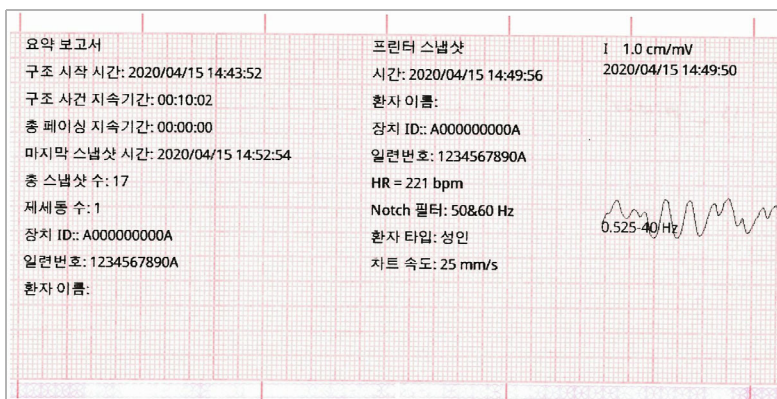 요약 보고서
구조 시작 시간: 2020/04/15 14:43:52
구조 사건 지속기간: 00:10:02
총 페이싱 지속기간: 00:00:00
마지막 스냅샷 시간: 2020/04/15 14:52:54
총 스냅샷 수: 17
제세동 수: 1
장치 ID:: A000000000A
일련번호: 1234567890A
환자 이름:
프린터 스냅샷
시간: 2020/04/15 14:49:56
환자 이름:
장치 ID:: A000000000A
일련번호: 1234567890A
HR = 221 bpm
Notch 필터: 50&60 Hz
환자 타입: 성인
차트 속도: 25 mm/s
I 1.0 cm/mV
2020/04/15 14:49:50
0.525-40 Hz